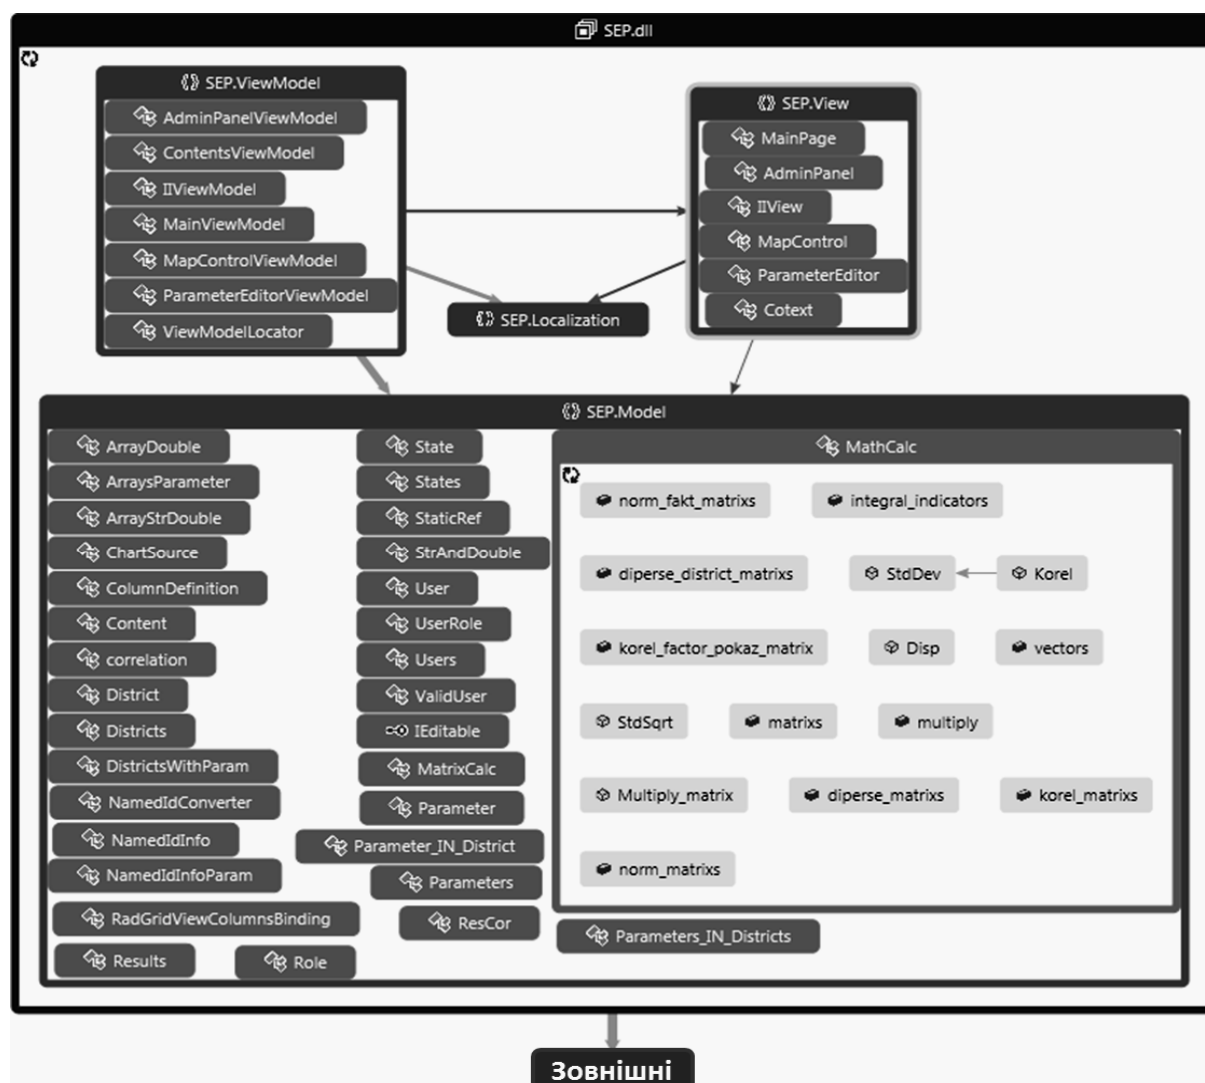 SEP.dll
SEP.ViewModel
AdminPanelViewModel
ContentsViewModel
IIViewModel
MainViewModel
MapControlViewModel
ParameterEditorViewModel
ViewModelLocator
SEP.View
MainPage
AdminPanel
IIView
MapControl
ParameterEditor
Cotext
SEP.Localization
SEP.Model
ArrayDouble
ArraysParameter
ArrayStrDouble
ChartSource
ColumnDefinition
Content
correlation
District
Districts
DistrictsWithParam
NamedIdConverter
NamedIdInfo
NamedIdInfoParam
RadGridViewColumnsBinding
Results
Role
State
States
StaticRef
StrAndDouble
User
UserRole
Users
ValidUser
IEditable
MatrixCalc
Parameter
Parameter_IN_District
Parameters
ResCor
MathCalc
norm_fakt_matrixs
integral_indicators
diperse_district_matrixs
StdDev
Korel
korel_factor_pokaz_matrix
Disp
vectors
StdSqrt
matrixs
multiply
Multiply_matrix
diperse_matrixs
korel_matrixs
norm_matrixs
Parameters_IN_Districts
Зовнішні